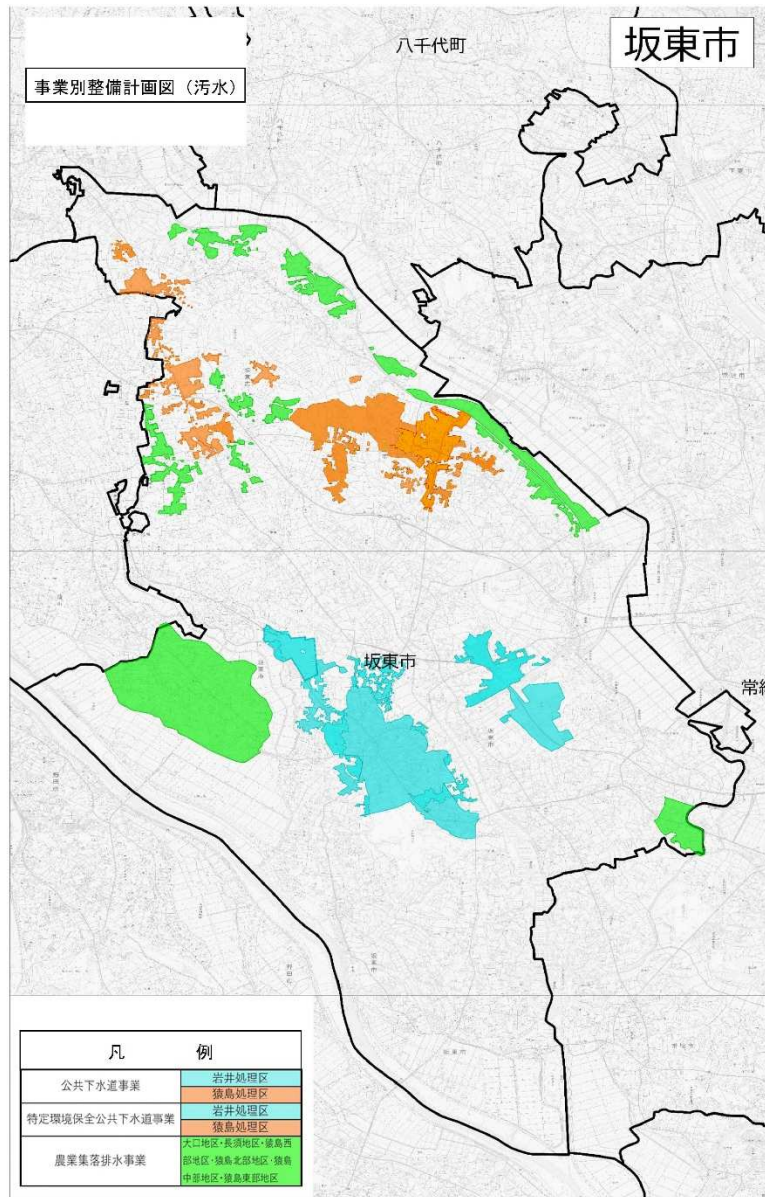 八千代町
坂東市
事業別整備計画図（汚水）
坂東市
常総
凡　例
公共下水道事業
岩井処理区
猿島処理区
特定環境保全公共下水道事業
岩井処理区
猿島処理区
農業集落排水事業
大口地区・長須地区・猿島西
部地区・猿島北部地区・猿島
中部地区・猿島東部地区